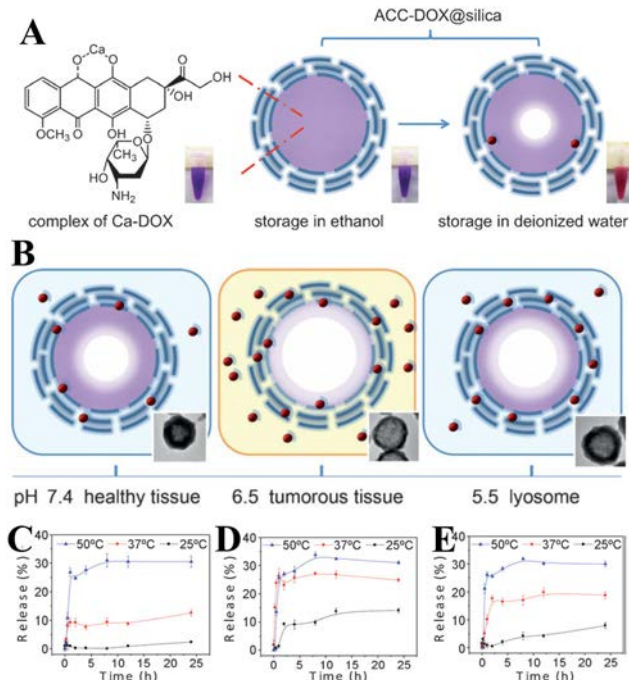 A
ACC-DOX@silica
Ca
O
O
O
OH
OH
OCH₃
O
OH
O
CH₃
O
HO
NH₂
complex of Ca-DOX
storage in ethanol
storage in deionized water
B
pH 7.4 healthy tissue
6.5 tumorous tissue
5.5 lyosome
C
50ºC 37ºC 25ºC
Release (%)
40
30
20
10
0
0 5 10 15 20 25
Time (h)
D
50ºC 37ºC 25ºC
Release (%)
40
30
20
10
0
0 5 10 15 20 25
Time (h)
E
50ºC 37ºC 25ºC
Release (%)
40
30
20
10
0
0 5 10 15 20 25
Time (h)